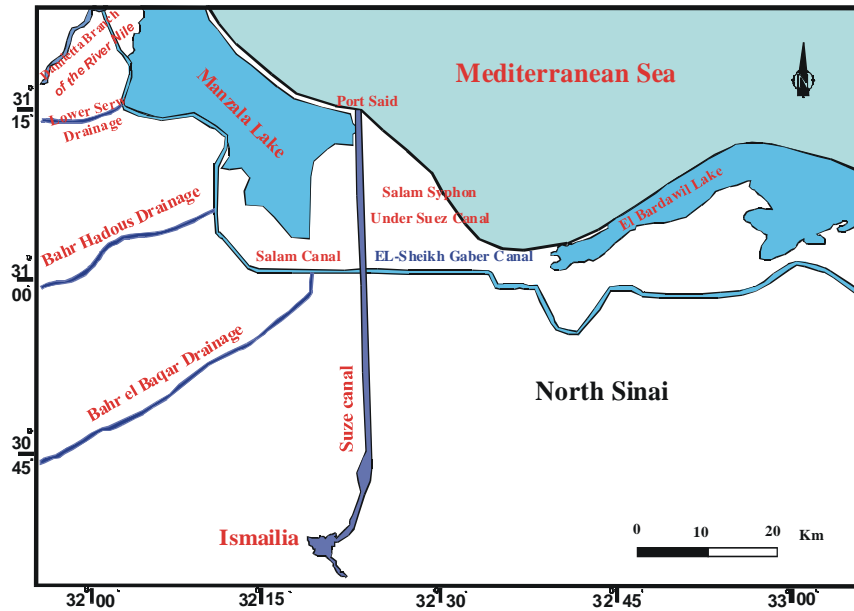 Damietta Branch
of the River Nile
Mediterranean Sea
N
31°
15'
Lower Serv
Drainage
Manzala Lake
Port Said
Salam Syphon
Under Suez Canal
El Bardawil Lake
Bahr Hadous Drainage
Salam Canal
EL-Sheikh Gaber Canal
31°
00'
Bahr el Baqar Drainage
Suze canal
North Sinai
30°
45'
Ismailia
0 10 20 Km
32°00' 32°15' 32°30' 32°45' 33°00'